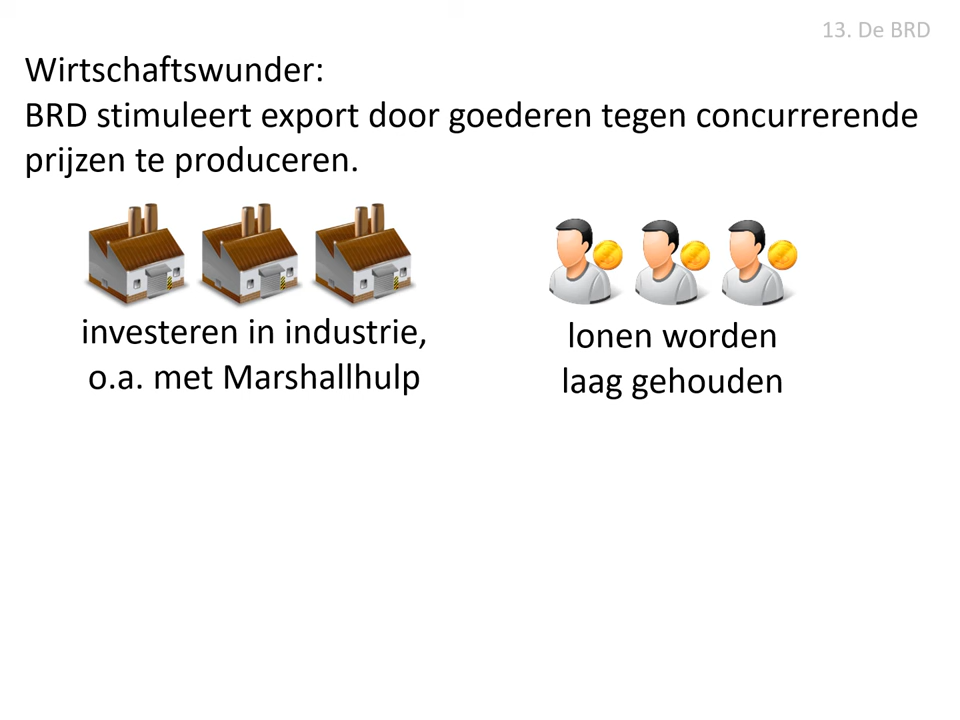 13. De BRD
Wirtschaftswunder:
BRD stimuleert export door goederen tegen concurrerende
prijzen te produceren.
investeren in industrie,
o.a. met Marshallhulp
lonen worden
laag gehouden